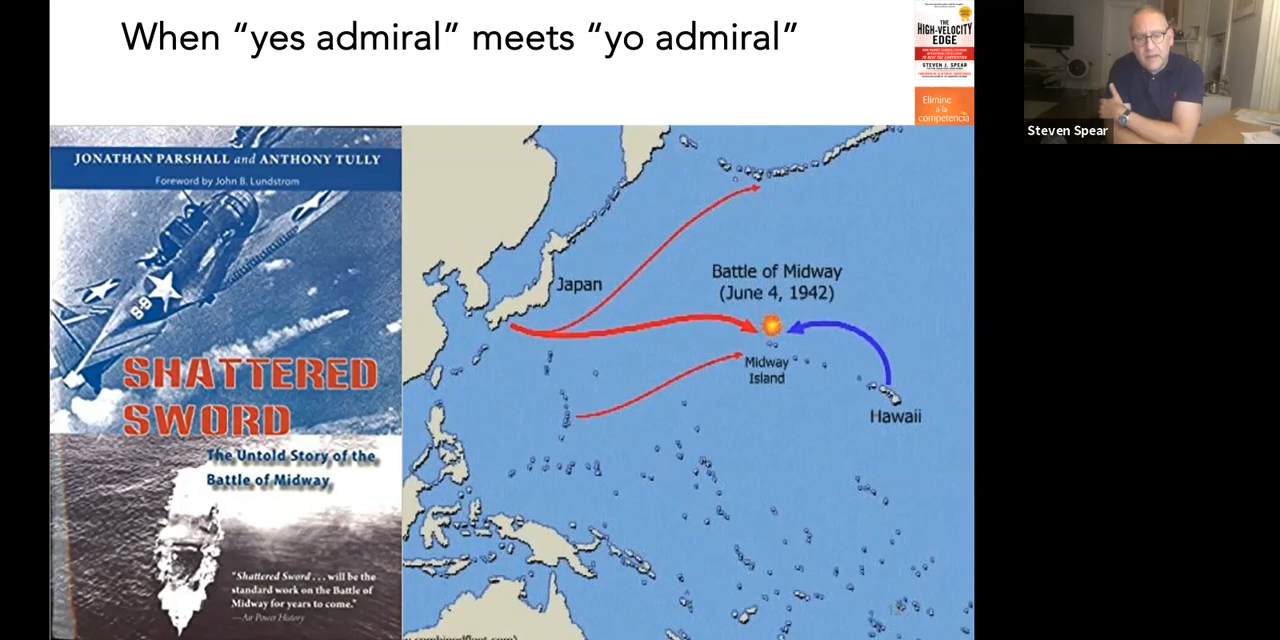 When “yes admiral” meets “yo admiral”
THE
HIGH-VELOCITY
EDGE
STEVEN J. SPEAR
Elimine
a la
competencia
Steven Spear
JONATHAN PARSHALL and ANTHONY TULLY
Foreword by John B. Lundstrom
SHATTERED
SWORD
The Untold Story of the
Battle of Midway
"Shattered Sword . . . will be the
standard work on the Battle of
Midway for years to come."
—Air Power History
Japan
Battle of Midway
(June 4, 1942)
Midway
Island
Hawaii